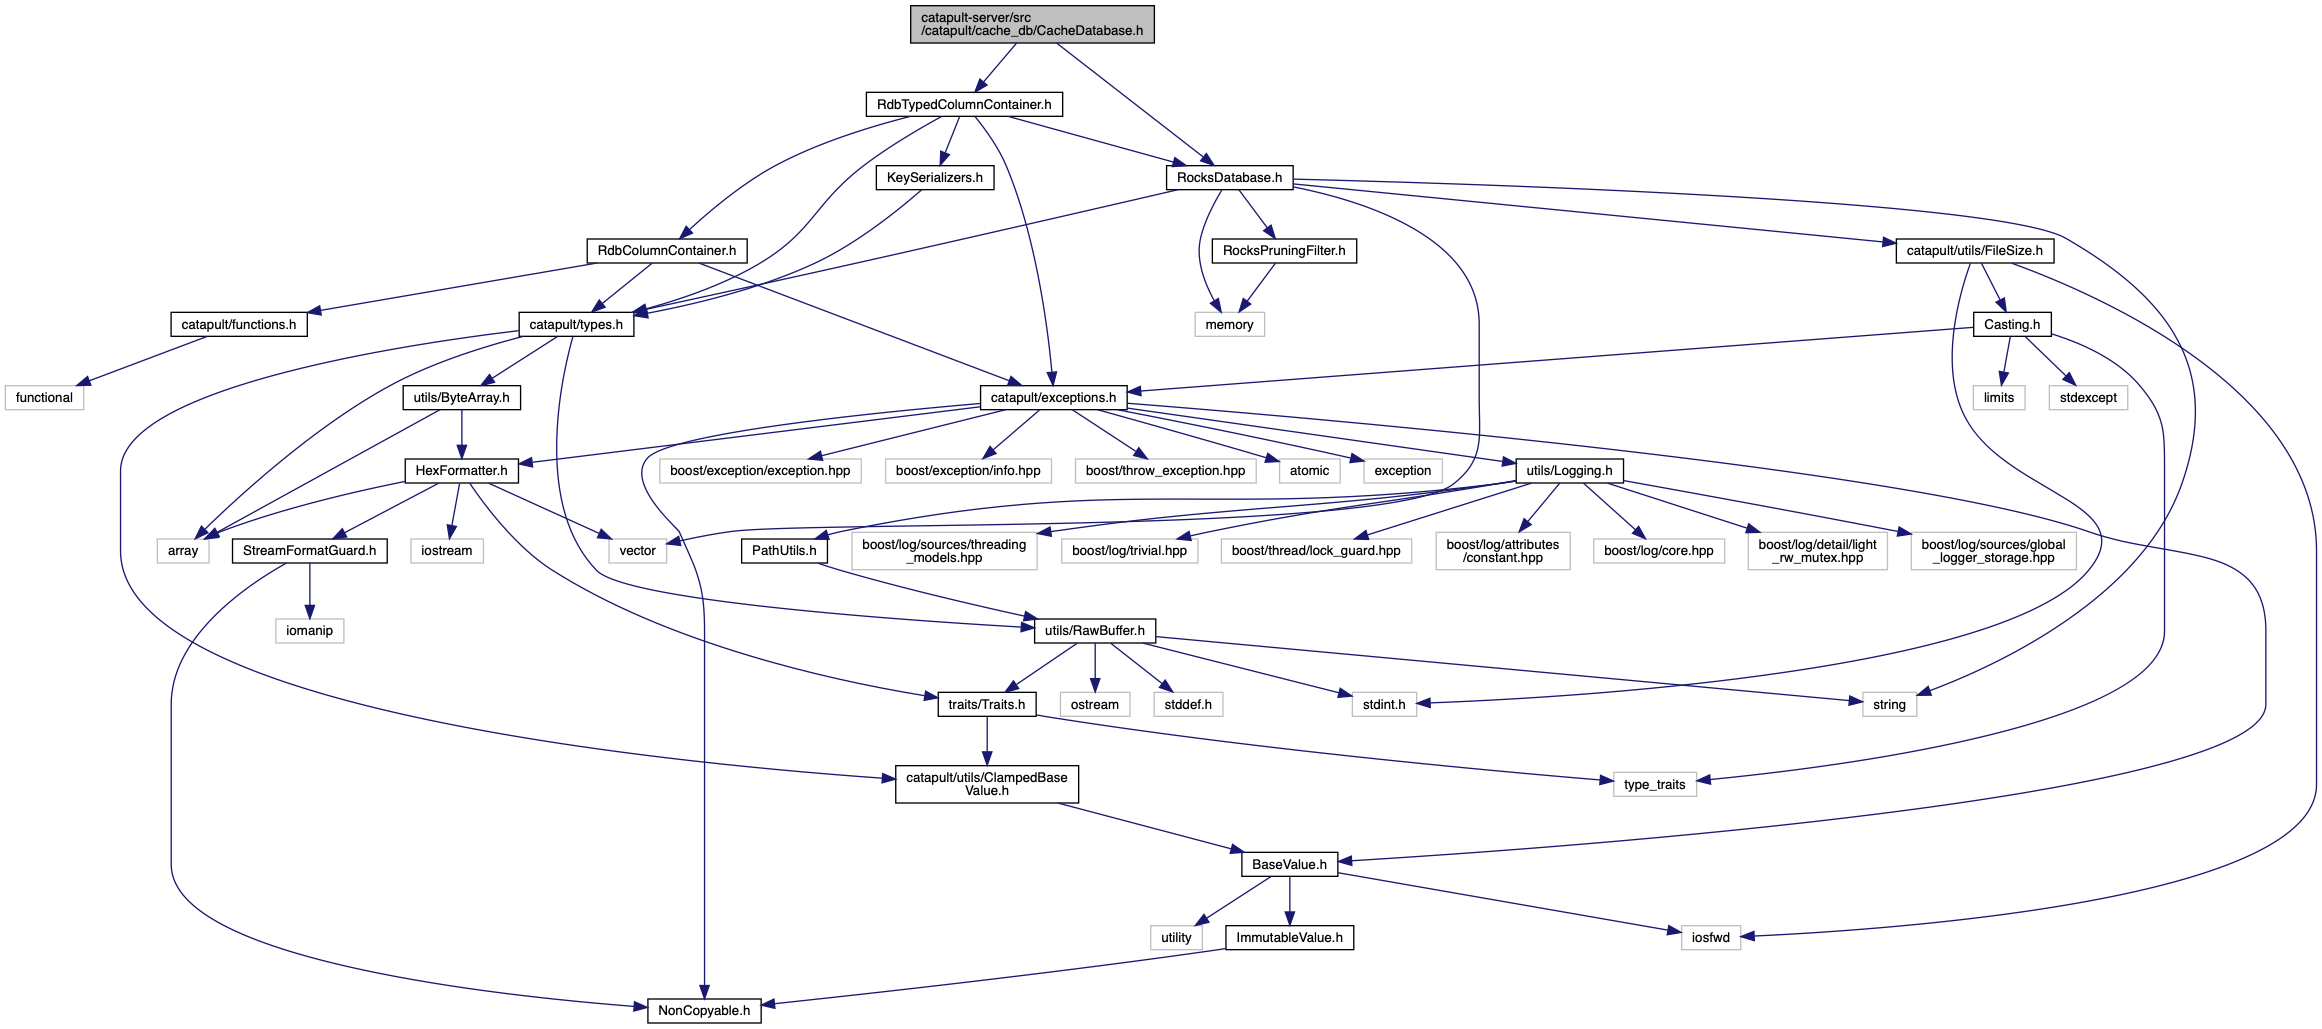 catapult-server/src
/catapult/cache_db/CacheDatabase.h
RdbTypedColumnContainer.h
KeySerializers.h
RocksDatabase.h
RdbColumnContainer.h
RocksPruningFilter.h
catapult/utils/FileSize.h
catapult/functions.h
catapult/types.h
memory
Casting.h
functional
utils/ByteArray.h
catapult/exceptions.h
limits
stdexcept
HexFormatter.h
boost/exception/exception.hpp
boost/exception/info.hpp
boost/throw_exception.hpp
atomic
exception
utils/Logging.h
array
StreamFormatGuard.h
iostream
vector
PathUtils.h
boost/log/sources/threading
_models.hpp
boost/log/trivial.hpp
boost/thread/lock_guard.hpp
boost/log/attributes
/constant.hpp
boost/log/core.hpp
boost/log/detail/light
_rw_mutex.hpp
boost/log/sources/global
_logger_storage.hpp
iomanip
utils/RawBuffer.h
traits/Traits.h
ostream
stddef.h
stdint.h
string
catapult/utils/ClampedBase
Value.h
type_traits
BaseValue.h
utility
ImmutableValue.h
iosfwd
NonCopyable.h